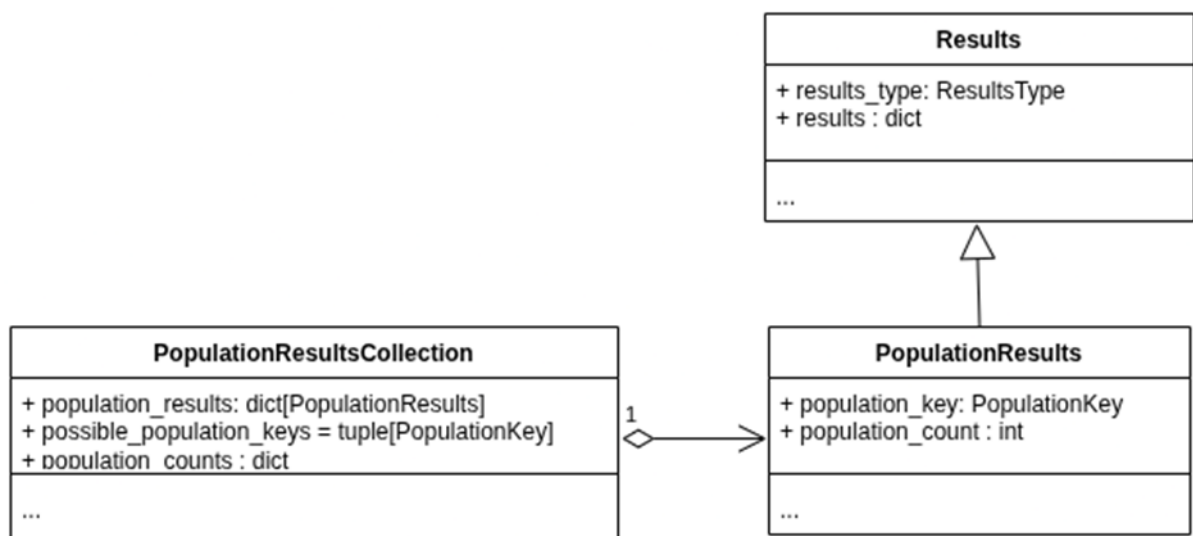 Results
+ results_type: ResultsType
+ results : dict
...
PopulationResultsCollection
+ population_results: dict[PopulationResults]
+ possible_population_keys = tuple[PopulationKey]
+ population_counts : dict
...
1
PopulationResults
+ population_key: PopulationKey
+ population_count : int
...